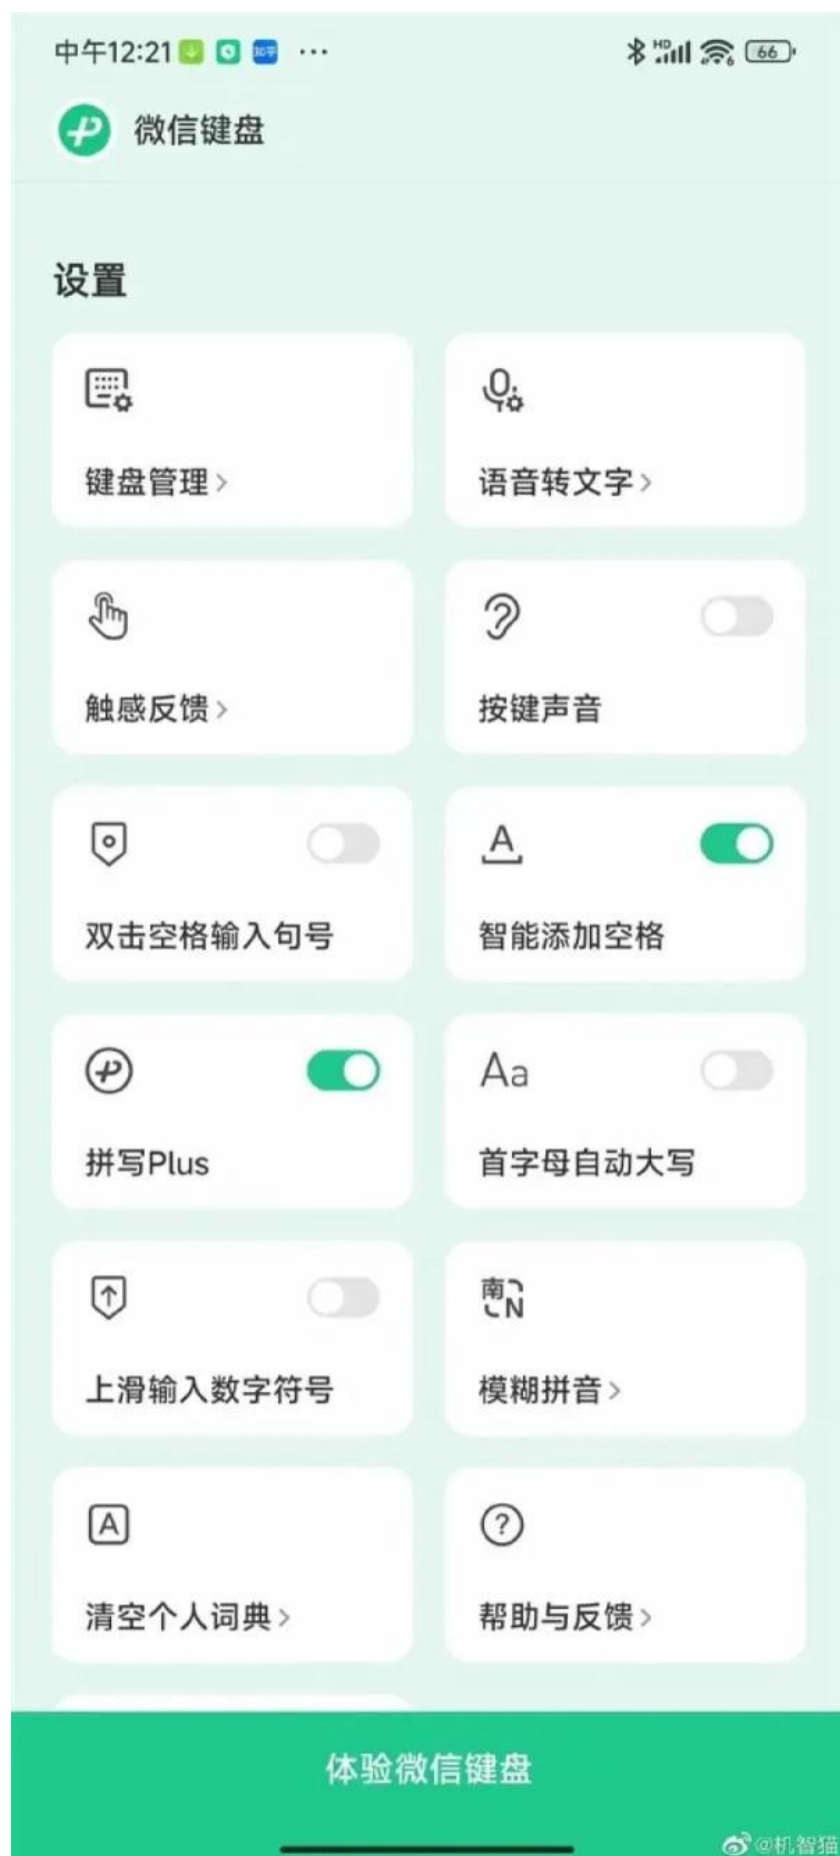 中午12:21 知乎 ··· HD 6 66
微信键盘
设置
键盘管理>
语音转文字>
触感反馈>
按键声音
双击空格输入句号
A
智能添加空格
拼写Plus
Aa
首字母自动大写
上滑输入数字符号
南 N
模糊拼音>
A
清空个人词典>
?
帮助与反馈>
体验微信键盘
@机智猫